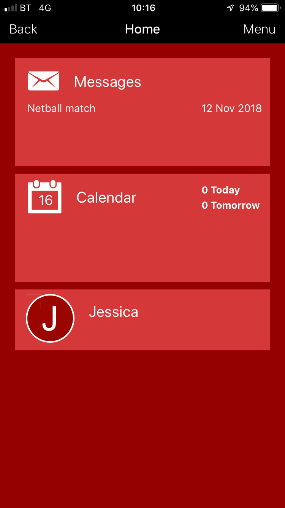 BT 4G 10:16 94%
Back Home Menu
Messages
Netball match 12 Nov 2018
16 Calendar 0 Today
0 Tomorrow
J Jessica